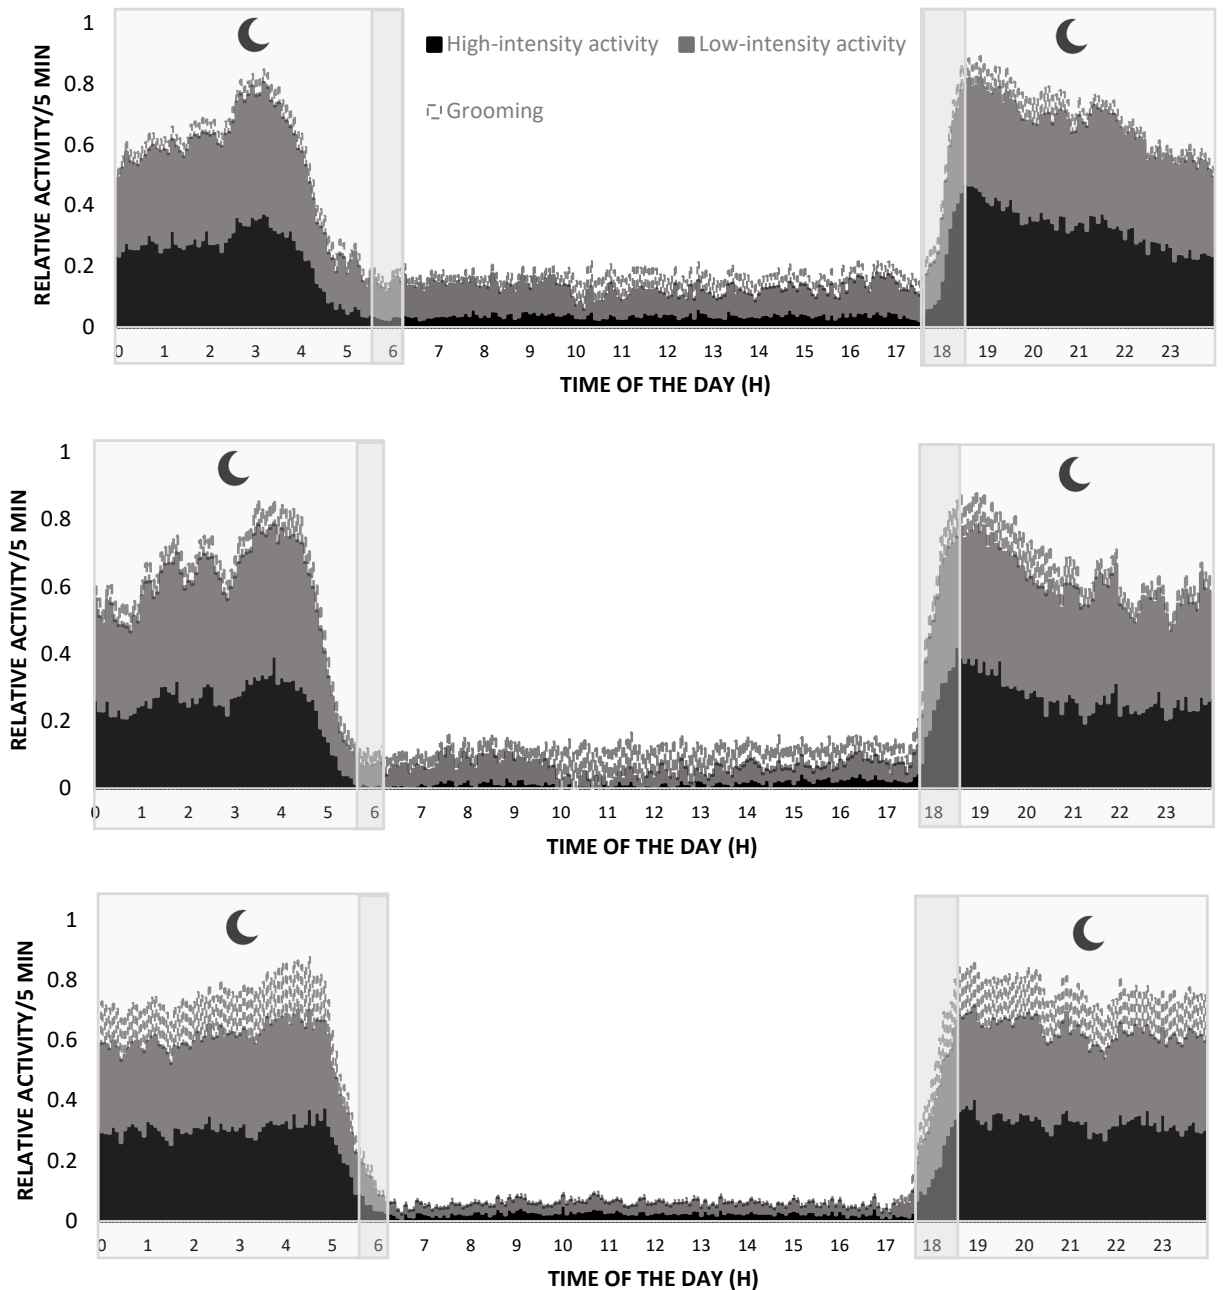 1
High-intensity activity Low-intensity activity
0.8
Grooming
0.6
0.4
0.2
0
RELATIVE ACTIVITY/5 MIN
0 1 2 3 4 5 6 7 8 9 10 11 12 13 14 15 16 17 18 19 20 21 22 23
TIME OF THE DAY (H)
1
0.8
0.6
0.4
0.2
0
RELATIVE ACTIVITY/5 MIN
0 1 2 3 4 5 6 7 8 9 10 11 12 13 14 15 16 17 18 19 20 21 22 23
TIME OF THE DAY (H)
1
0.8
0.6
0.4
0.2
0
RELATIVE ACTIVITY/5 MIN
0 1 2 3 4 5 6 7 8 9 10 11 12 13 14 15 16 17 18 19 20 21 22 23
TIME OF THE DAY (H)